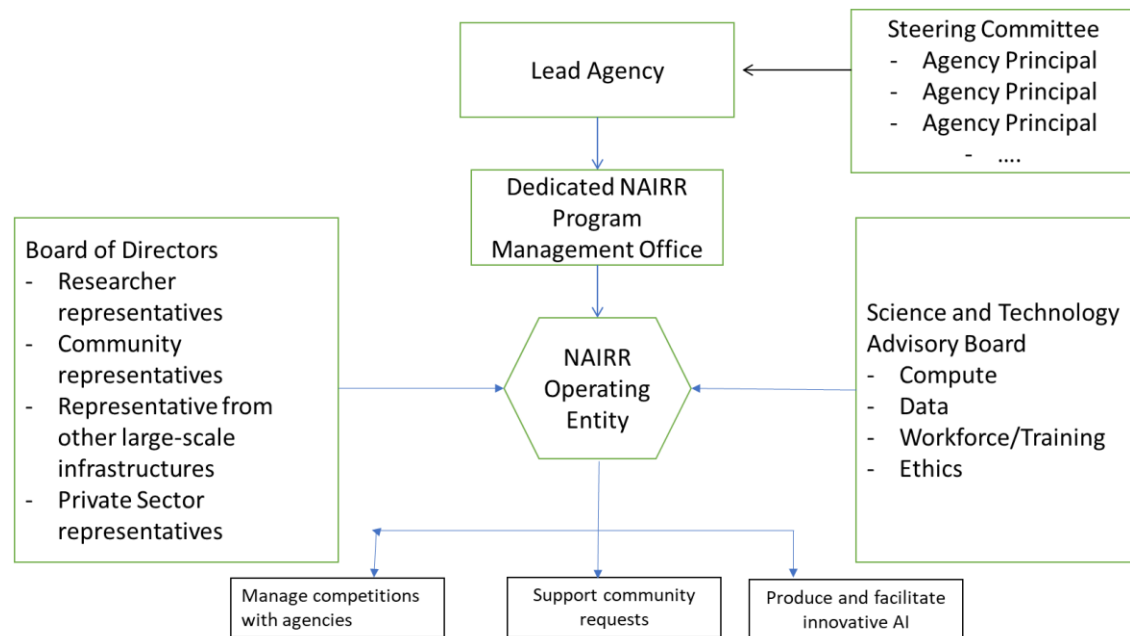 Lead Agency
Steering Committee
- Agency Principal
- Agency Principal
- Agency Principal
- ....
Dedicated NAIRR
Program
Management Office
Board of Directors
- Researcher
representatives
- Community
representatives
- Representative from
other large-scale
infrastructures
- Private Sector
representatives
NAIRR
Operating
Entity
Science and Technology
Advisory Board
- Compute
- Data
- Workforce/Training
- Ethics
Manage competitions
with agencies
Support community
requests
Produce and facilitate
innovative AI